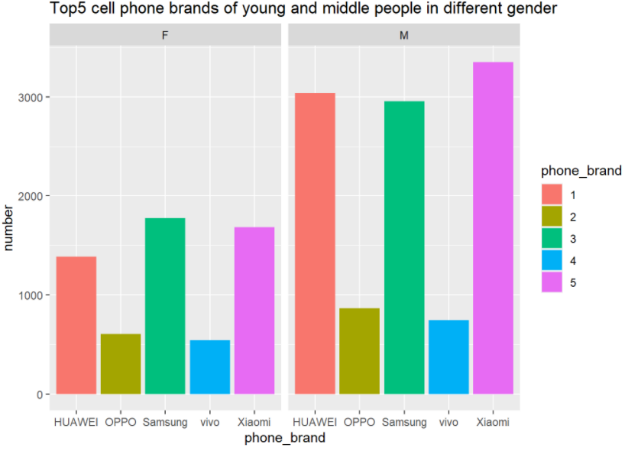 Top5 cell phone brands of young and middle people in different gender
F
M
number
3000
2000
1000
0
HUAWEI OPPO Samsung vivo Xiaomi
HUAWEI OPPO Samsung vivo Xiaomi
phone_brand
phone_brand
1
2
3
4
5